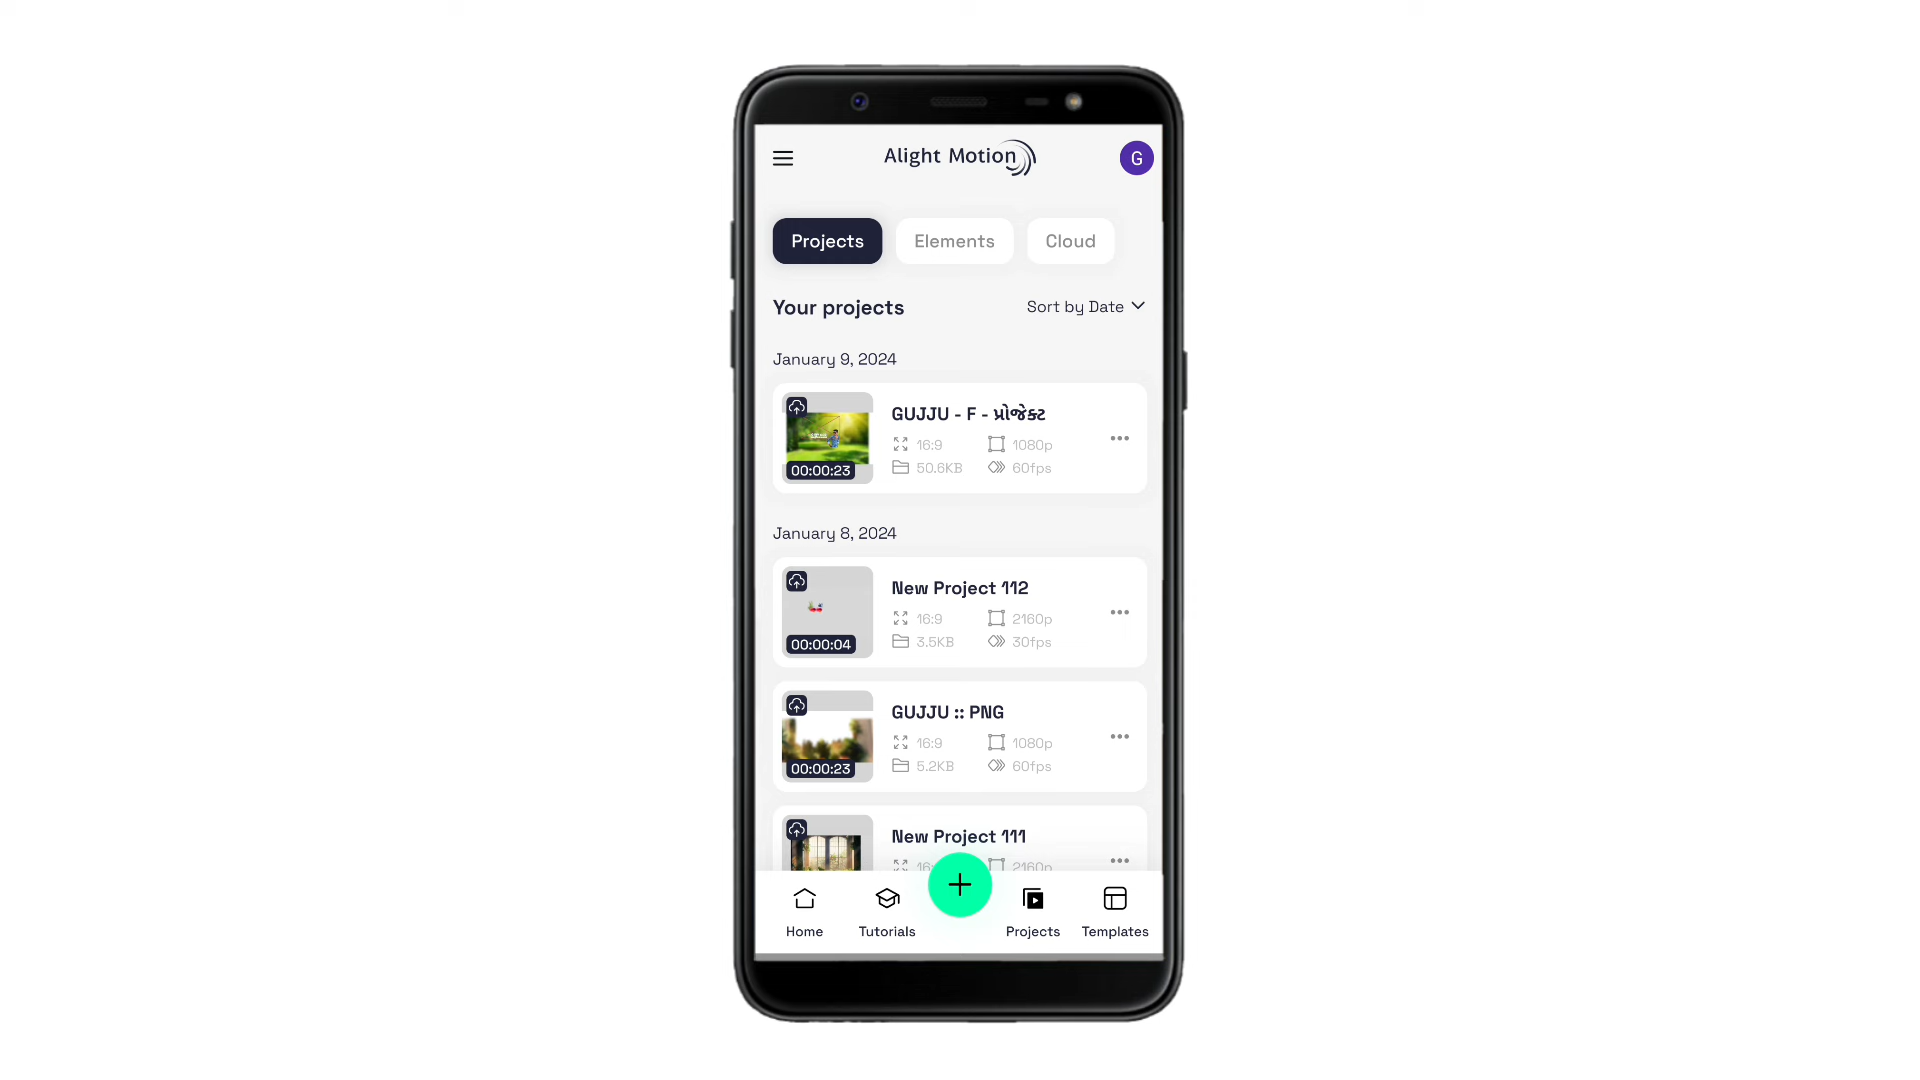 Alight Motion
G
Projects
Elements
Cloud
Your projects
Sort by Date
January 9, 2024
GUJJU - F - પ્રોજેક્ટ
16:9
1080p
50.6KB
60fps
00:00:23
January 8, 2024
New Project 112
16:9
2160p
3.5KB
30fps
00:00:04
GUJJU :: PNG
16:9
1080p
5.2KB
60fps
00:00:23
New Project 111
2160p
Home
Tutorials
Projects
Templates